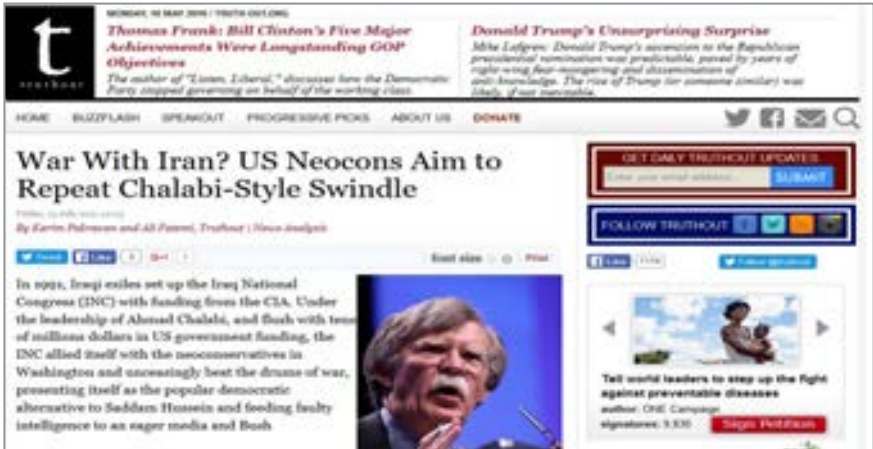 t
truthout
MONDAY, 16 MAY 2016 / TRUTH-OUT.ORG
Thomas Frank: Bill Clinton's Five Major
Achievements Were Longstanding GOP
Objectives
The author of "Listen, Liberal," discusses how the Democratic
Party stopped governing on behalf of the working class.
Donald Trump's Unsurprising Surprise
Mike Lofgren: Donald Trump's ascension to the Republican
presidential nomination was predictable, paved by years of
right-wing fear-mongering and dissemination of
anti-knowledge. The rise of Trump (or someone similar) was
likely, if not inevitable.
HOME BUZZFLASH SPEAKOUT PROGRESSIVE PICKS ABOUT US DONATE
War With Iran? US Neocons Aim to
Repeat Chalabi-Style Swindle
By Karim Pakravan and Ali Fatemi, Truthout | News Analysis
Tweet Like G+1 font size Print
In 1991, Iraqi exiles set up the Iraq National
Congress (INC) with funding from the CIA. Under
the leadership of Ahmad Chalabi, and flush with tens
of millions dollars in US government funding, the
INC allied itself with the neoconservatives in
Washington and unceasingly beat the drums of war,
presenting itself as the popular democratic
alternative to Saddam Hussein and feeding faulty
intelligence to an eager media and Bush
GET DAILY TRUTHOUT UPDATES
Enter your email address SUBMIT
FOLLOW TRUTHOUT
Like Follow @truthout
Tell world leaders to step up the fight
against preventable diseases
author: ONE Campaign
signatures: Sign Petition